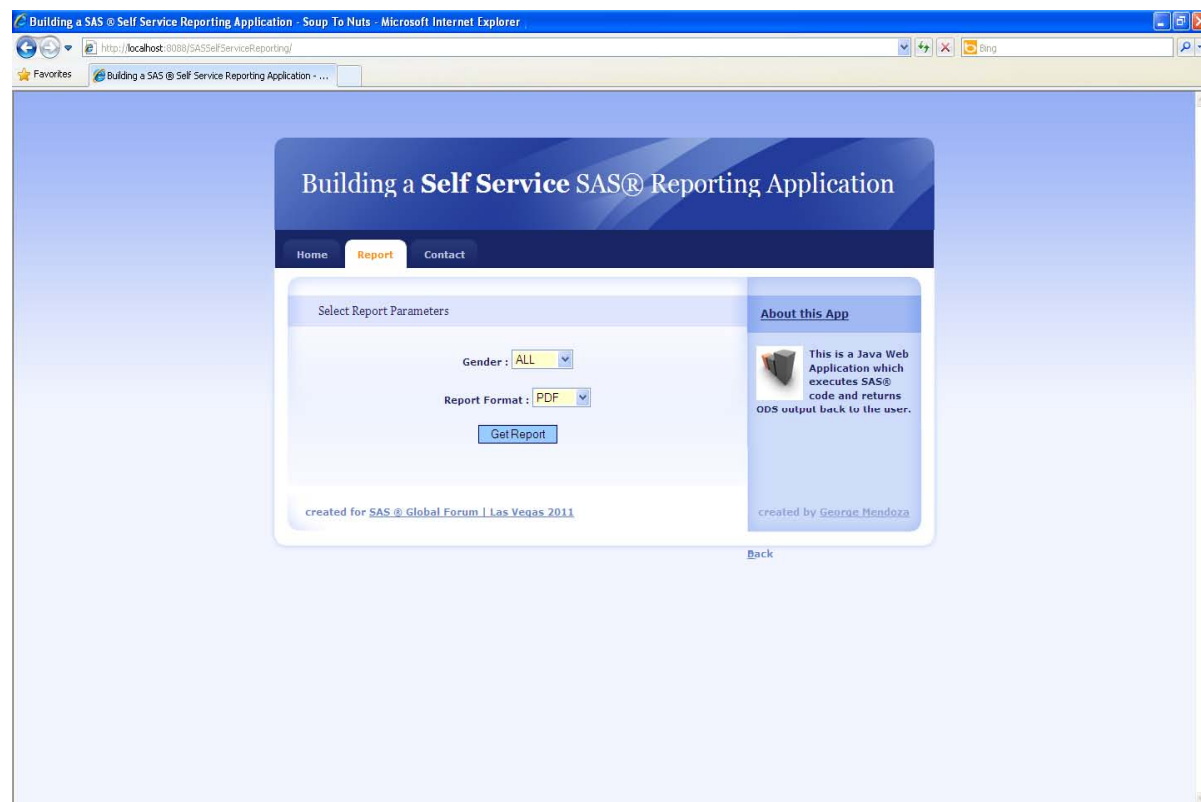 Building a SAS ® Self Service Reporting Application - Soup To Nuts - Microsoft Internet Explorer
http://localhost:8088/SASSelfServiceReporting/
Bing
Favorites
Building a SAS ® Self Service Reporting Application - ...
Building a Self Service SAS® Reporting Application
Home
Report
Contact
Select Report Parameters
Gender : ALL
Report Format : PDF
Get Report
About this App
This is a Java Web
Application which
executes SAS®
code and returns
ODS output back to the user.
created for SAS ® Global Forum | Las Vegas 2011
created by George Mendoza
Back